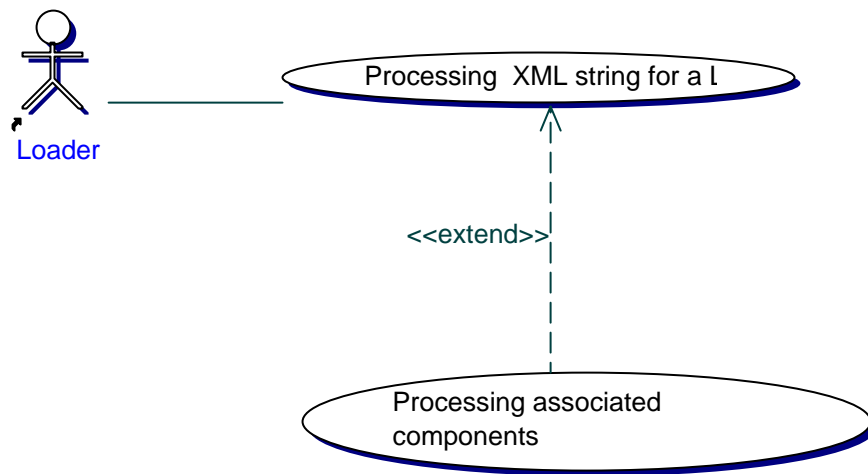 Processing XML string for a
Loader
<<extend>>
Processing associated
components